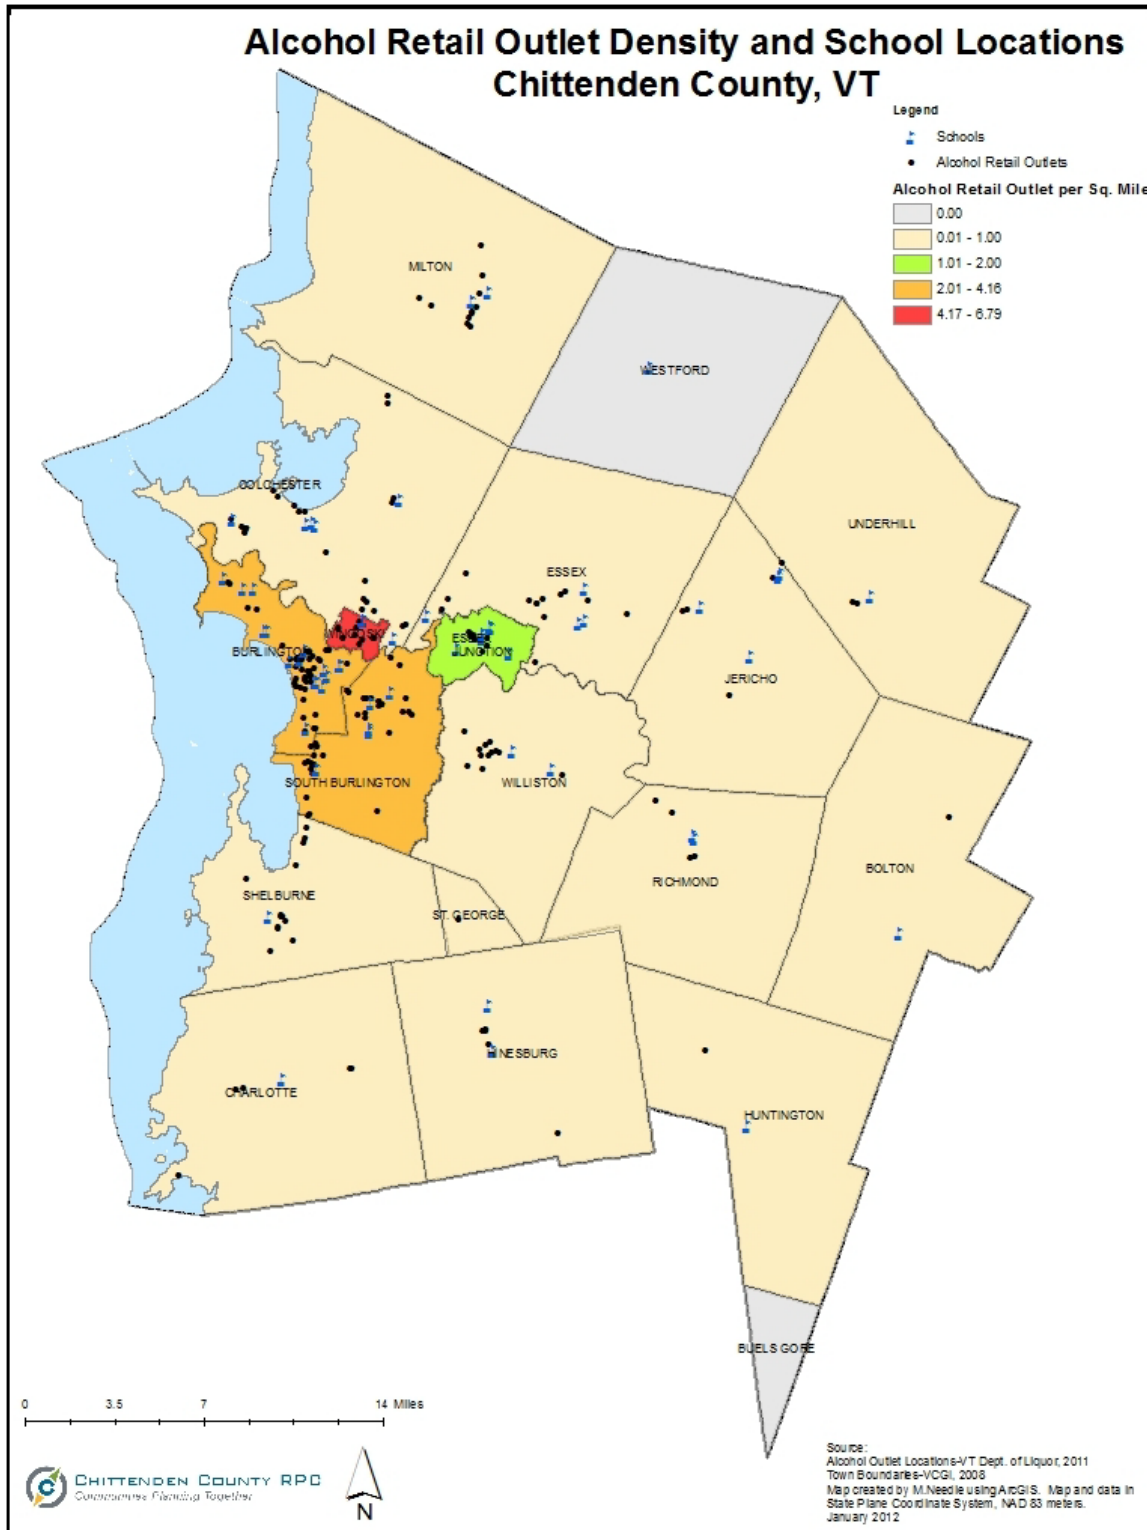 Alcohol Retail Outlet Density and School Locations
Chittenden County, VT
Legend
Schools
Alcohol Retail Outlets
Alcohol Retail Outlet per Sq. Mile
0.00
0.01 - 1.00
1.01 - 2.00
2.01 - 4.16
4.17 - 6.79
MILTON
WESTFORD
COLCHESTER
UNDERHILL
ESSEX
WINOOSKI
ESSEX
JUNCTION
BURLINGTON
JERICHO
SOUTH BURLINGTON
WILLISTON
BOLTON
RICHMOND
SHELBURNE
ST. GEORGE
HINESBURG
CHARLOTTE
HUNTINGTON
BUELS GORE
0 3.5 7 14 Miles
CHITTENDEN COUNTY RPC
Communities Planning Together
N
Source:
Alcohol Outlet Locations-VT Dept. of Liquor, 2011
Town Boundaries-VCGI, 2008
Map created by M.Needle using ArcGIS. Map and data in
State Plane Coordinate System, NAD 83 meters.
January 2012